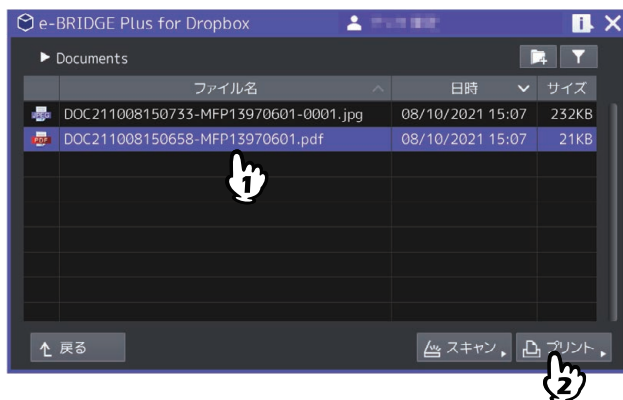 e-BRIDGE Plus for Dropbox
Documents
ファイル名 日時 サイズ
DOC211008150733-MFP13970601-0001.jpg 08/10/2021 15:07 232KB
DOC211008150658-MFP13970601.pdf 08/10/2021 15:07 21KB
1
戻る スキャン プリント
2